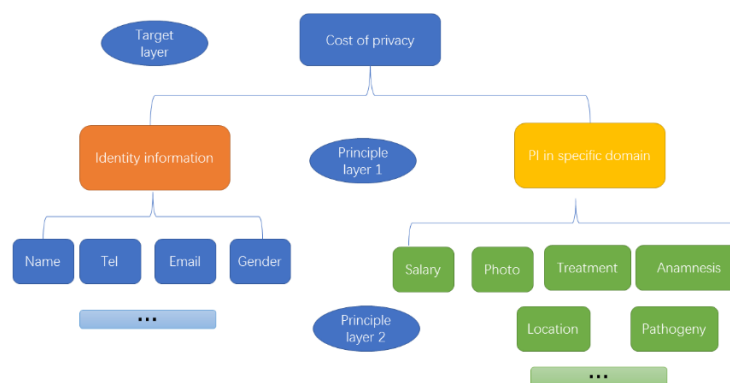 Target
layer
Cost of privacy
Identity information
Principle
layer 1
PI in specific domain
Name
Tel
Email
Gender
Salary
Photo
Treatment
Anamnesis
...
Principle
layer 2
Location
Pathogeny
...